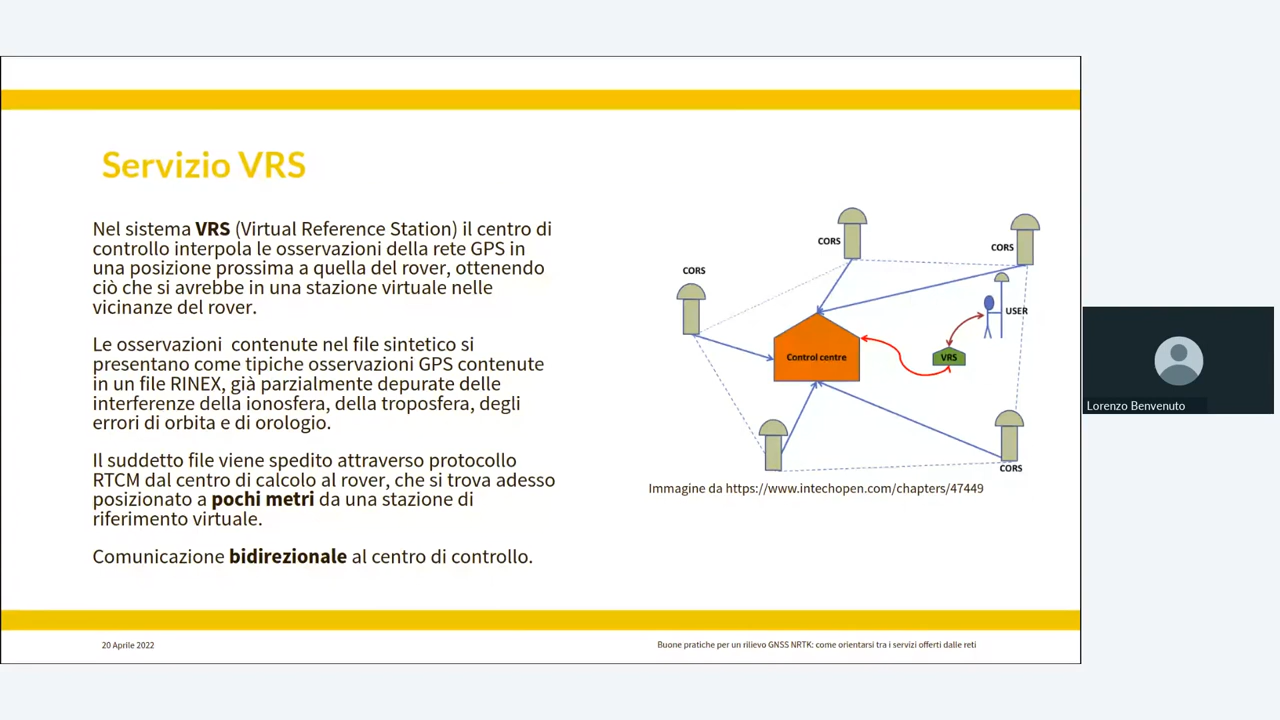 Servizio VRS
Nel sistema VRS (Virtual Reference Station) il centro di
controllo interpola le osservazioni della rete GPS in
una posizione prossima a quella del rover, ottenendo
ciò che si avrebbe in una stazione virtuale nelle
vicinanze del rover.
Le osservazioni contenute nel file sintetico si
presentano come tipiche osservazioni GPS contenute
in un file RINEX, già parzialmente depurate delle
interferenze della ionosfera, della troposfera, degli
errori di orbita e di orologio.
Il suddetto file viene spedito attraverso protocollo
RTCM dal centro di calcolo al rover, che si trova adesso
posizionato a pochi metri da una stazione di
riferimento virtuale.
Comunicazione bidirezionale al centro di controllo.
CORS
CORS
CORS
USER
Control centre
VRS
CORS
Immagine da https://www.intechopen.com/chapters/47449
20 Aprile 2022
Buone pratiche per un rilievo GNSS NRTK: come orientarsi tra i servizi offerti dalle reti
Lorenzo Benvenuto